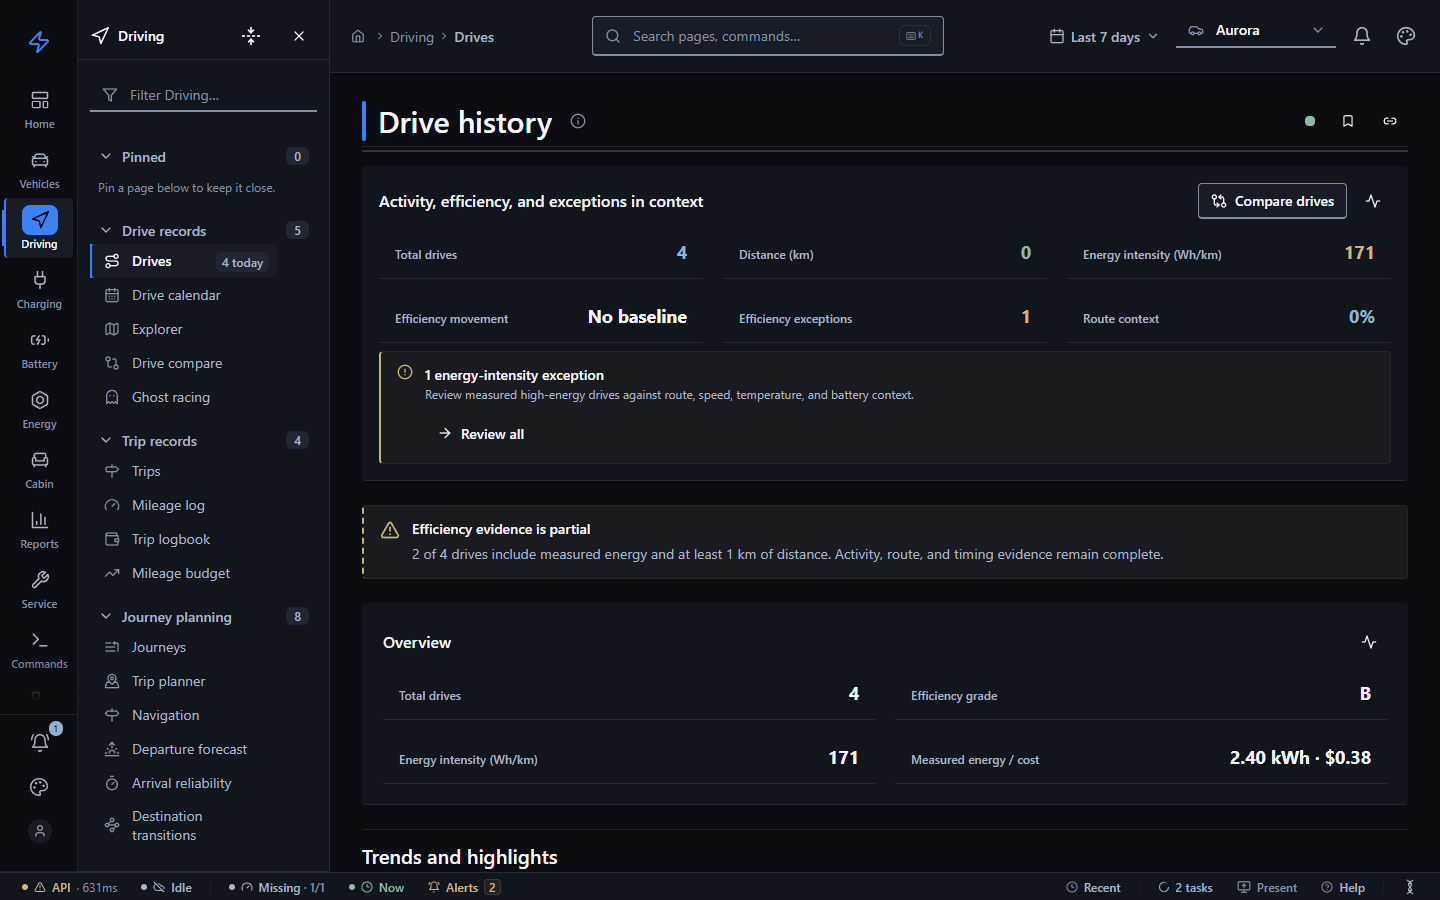 Home
Vehicles
Driving
Charging
Battery
Energy
Cabin
Reports
Service
Commands
1
Driving
Filter Driving...
Pinned 0
Pin a page below to keep it close.
Drive records 5
Drives 4 today
Drive calendar
Explorer
Drive compare
Ghost racing
Trip records 4
Trips
Mileage log
Trip logbook
Mileage budget
Journey planning 8
Journeys
Trip planner
Navigation
Departure forecast
Arrival reliability
Destination
transitions
Driving Drives
Search pages, commands... K
Last 7 days
Aurora
Drive history
Activity, efficiency, and exceptions in context
Compare drives
Total drives 4
Distance (km) 0
Energy intensity (Wh/km) 171
Efficiency movement No baseline
Efficiency exceptions 1
Route context 0%
1 energy-intensity exception
Review measured high-energy drives against route, speed, temperature, and battery context.
Review all
Efficiency evidence is partial
2 of 4 drives include measured energy and at least 1 km of distance. Activity, route, and timing evidence remain complete.
Overview
Total drives 4
Efficiency grade B
Energy intensity (Wh/km) 171
Measured energy / cost 2.40 kWh · $0.38
Trends and highlights
API · 631ms
Idle
Missing · 1/1
Now
Alerts 2
Recent
2 tasks
Present
Help